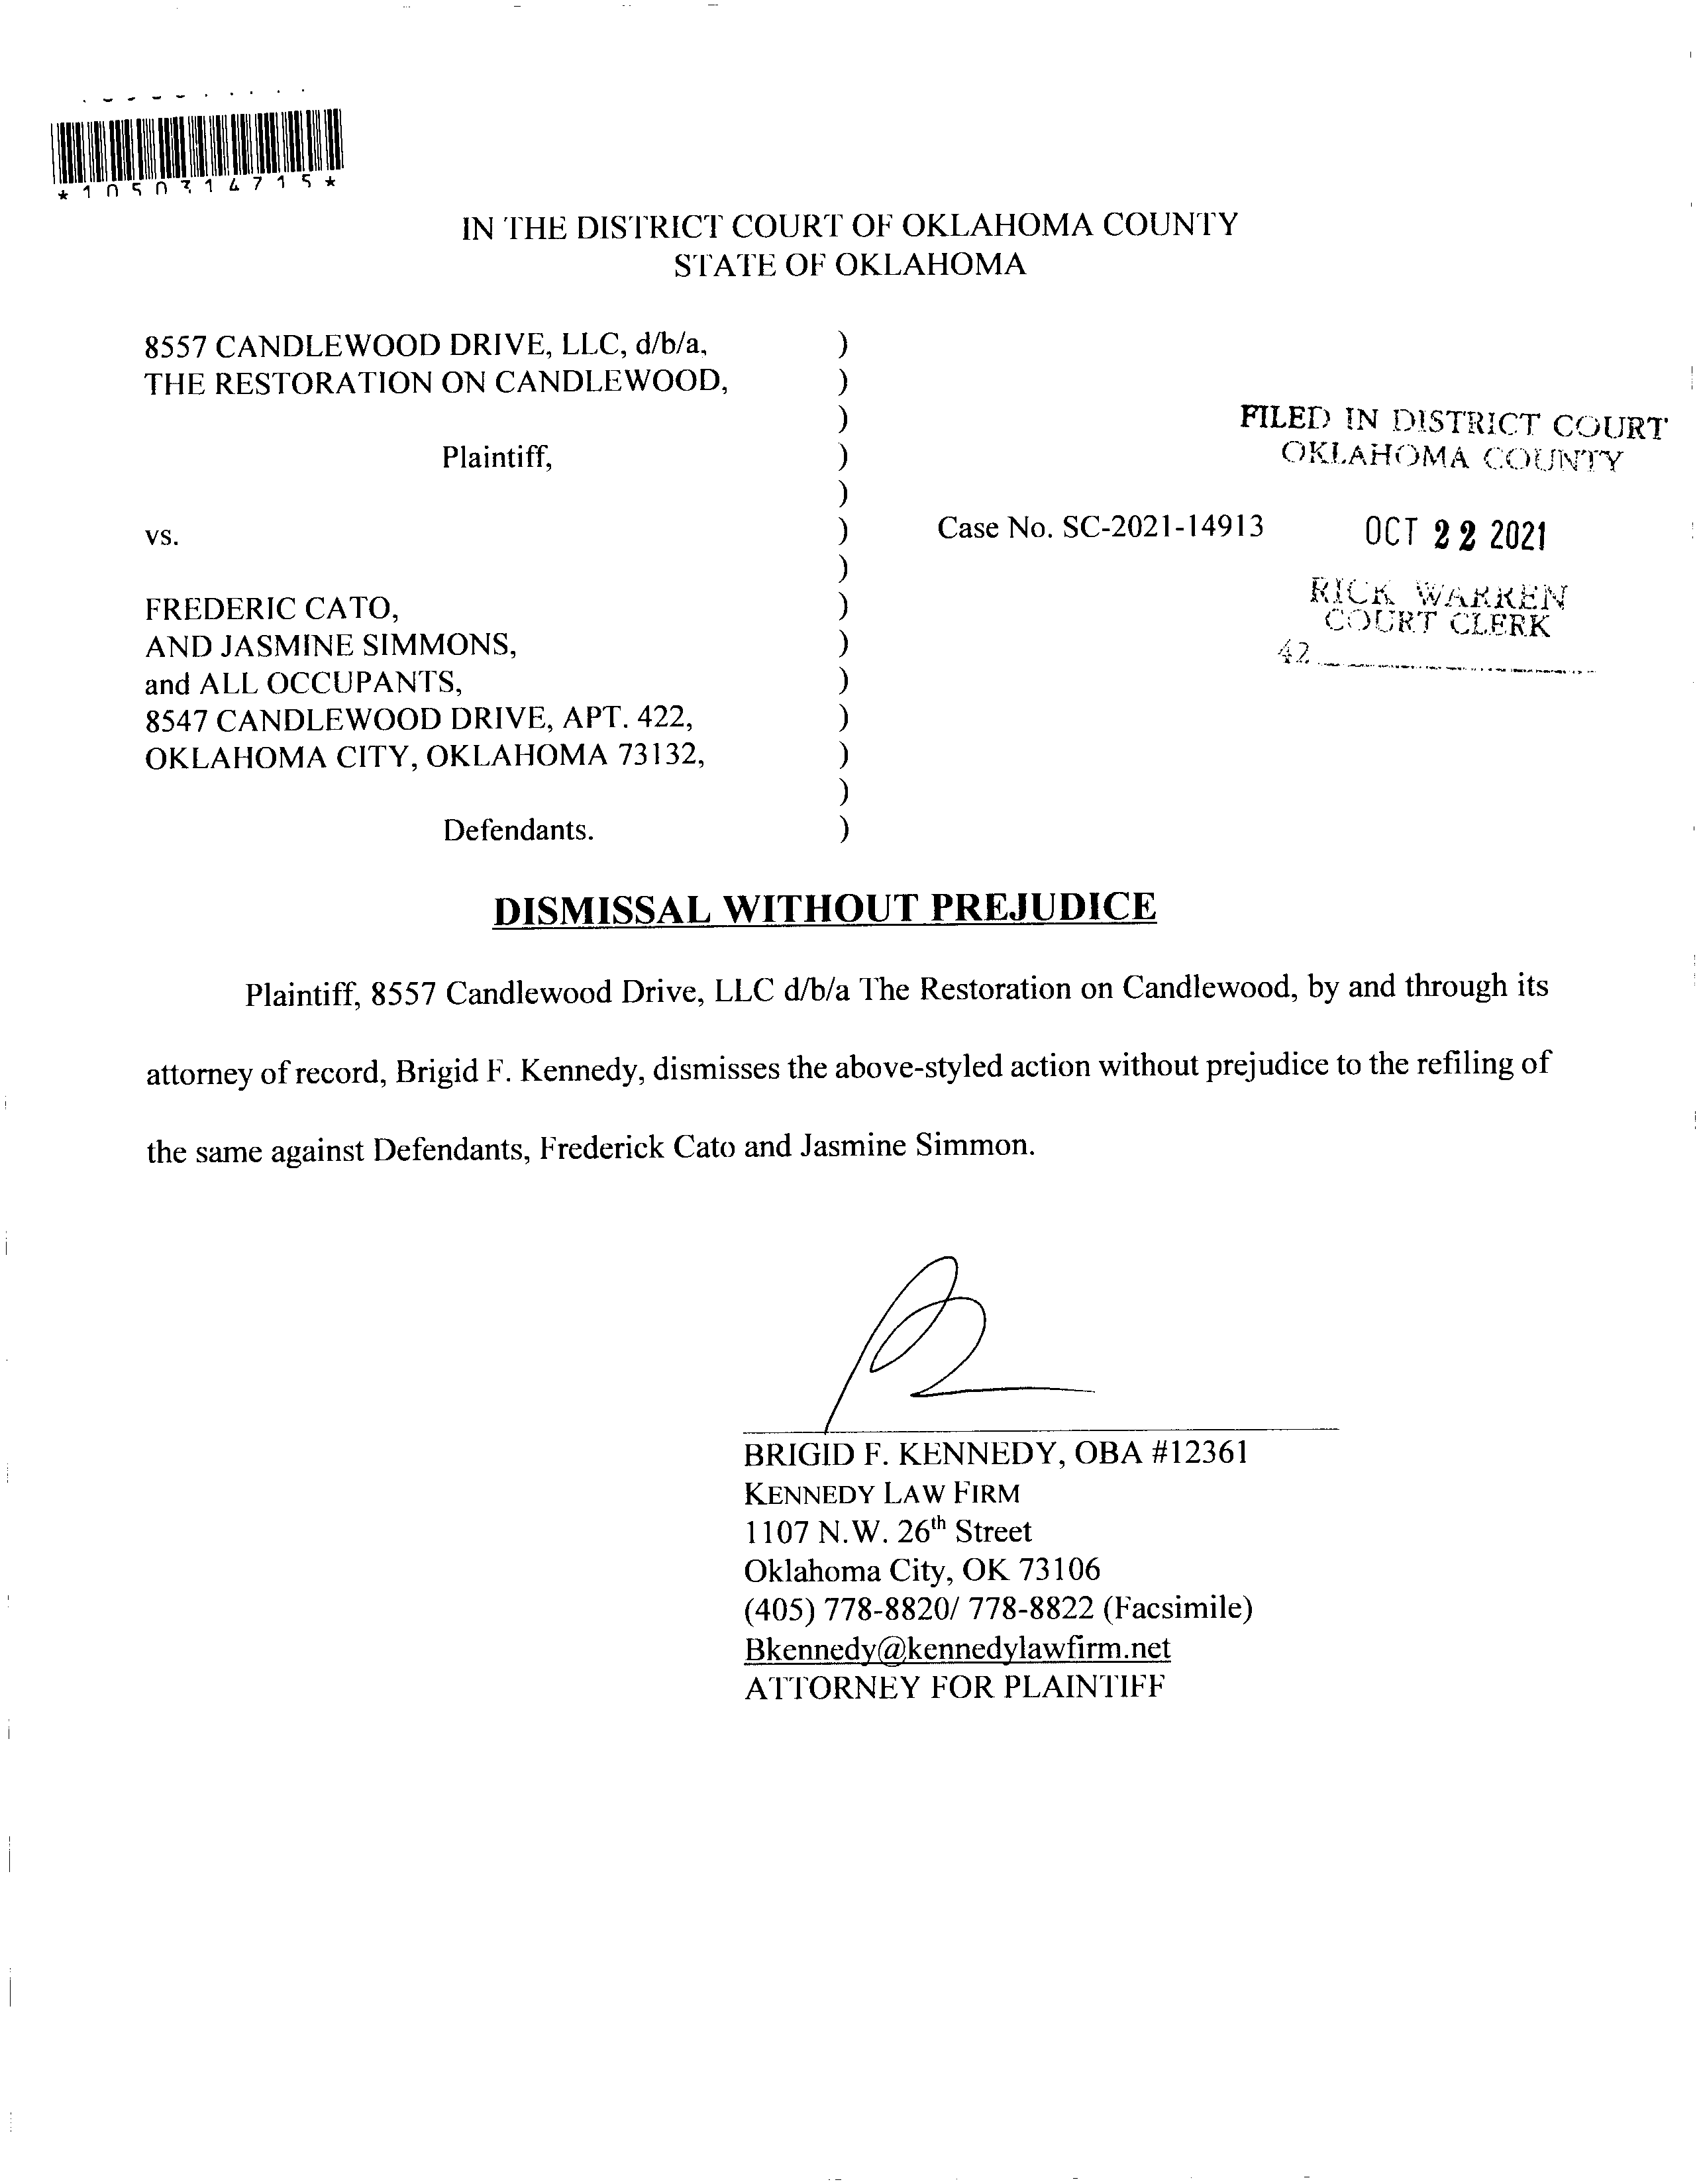 *1050314715*
IN THE DISTRICT COURT OF OKLAHOMA COUNTY
STATE OF OKLAHOMA
8557 CANDLEWOOD DRIVE, LLC, d/b/a, )
THE RESTORATION ON CANDLEWOOD, )
)
Plaintiff, )
)
vs. )
)
FREDERIC CATO, )
AND JASMINE SIMMONS, )
and ALL OCCUPANTS, )
8547 CANDLEWOOD DRIVE, APT. 422, )
OKLAHOMA CITY, OKLAHOMA 73132, )
)
Defendants. )
Case No. SC-2021-14913
FILED IN DISTRICT COURT
OKLAHOMA COUNTY
OCT 22 2021
RICK WARREN
COURT CLERK
42
DISMISSAL WITHOUT PREJUDICE
Plaintiff, 8557 Candlewood Drive, LLC d/b/a The Restoration on Candlewood, by and through its
attorney of record, Brigid F. Kennedy, dismisses the above-styled action without prejudice to the refiling of
the same against Defendants, Frederick Cato and Jasmine Simmon.
BRIGID F. KENNEDY, OBA #12361
KENNEDY LAW FIRM
1107 N.W. 26th Street
Oklahoma City, OK 73106
(405) 778-8820/ 778-8822 (Facsimile)
Bkennedy@kennedylawfirm.net
ATTORNEY FOR PLAINTIFF